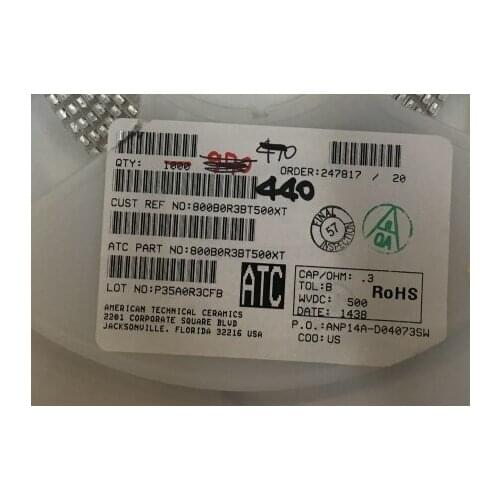 470
QTY: 1000 ORDER:247817 / 20
440
CUST REF NO:800B0R3BT500XT
FINAL INSPECTION 57
QA
ATC PART NO:800B0R3BT500XT
LOT NO:P35A0R3CFB
ATC
CAP/OHM: .3
TOL:B
WVDC: 500
DATE: 1438
RoHS
AMERICAN TECHNICAL CERAMICS
2201 CORPORATE SQUARE BLVD
JACKSONVILLE, FLORIDA 32216 USA
P.O.:ANP14A-D04073SW
COO:US